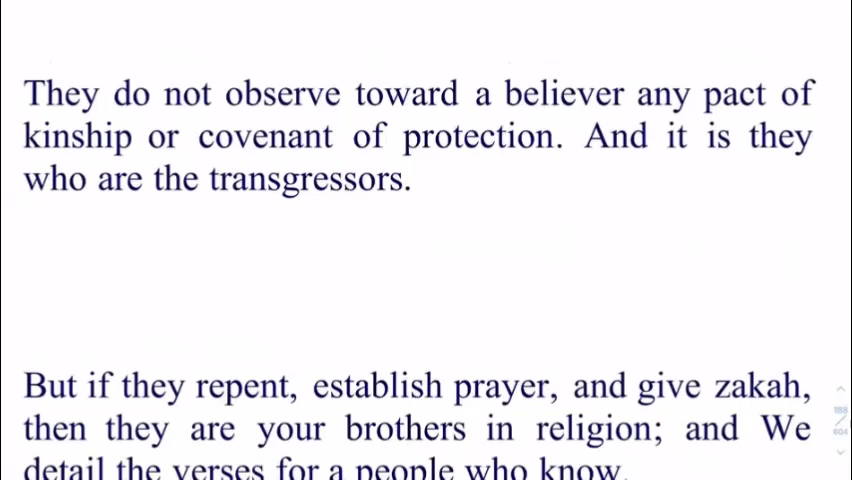 They do not observe toward a believer any pact of
kinship or covenant of protection. And it is they
who are the transgressors.
But if they repent, establish prayer, and give zakah,
then they are your brothers in religion; and We
detail the verses for a people who know.
188
/
604